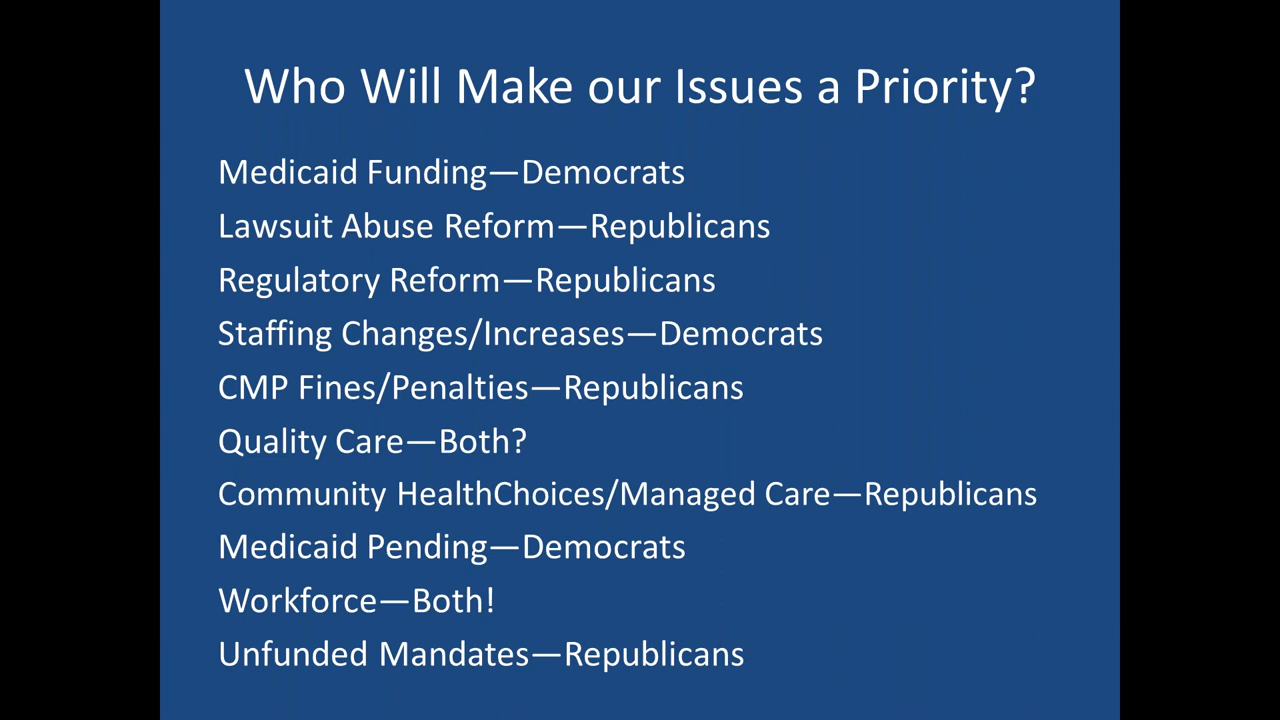 Who Will Make our Issues a Priority?
Medicaid Funding—Democrats
Lawsuit Abuse Reform—Republicans
Regulatory Reform—Republicans
Staffing Changes/Increases—Democrats
CMP Fines/Penalties—Republicans
Quality Care—Both?
Community HealthChoices/Managed Care—Republicans
Medicaid Pending—Democrats
Workforce—Both!
Unfunded Mandates—Republicans